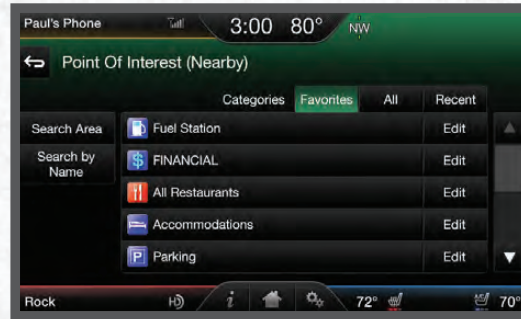 Paul's Phone 3:00 80° NW
Point Of Interest (Nearby)
Categories Favorites All Recent
Search Area
Search by
Name
Fuel Station Edit
$ FINANCIAL Edit
All Restaurants Edit
Accommodations Edit
P Parking Edit
Rock HD i 72° 70°